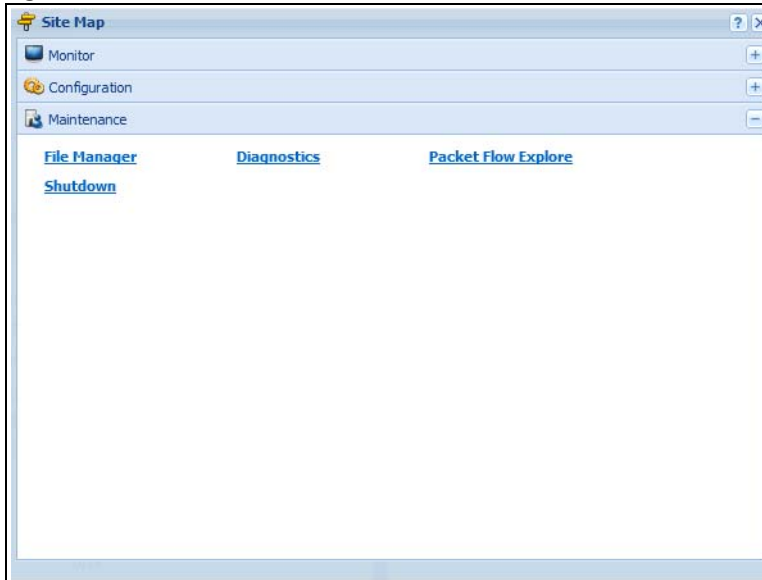 Site Map
Monitor
Configuration
Maintenance
File Manager Diagnostics Packet Flow Explore
Shutdown